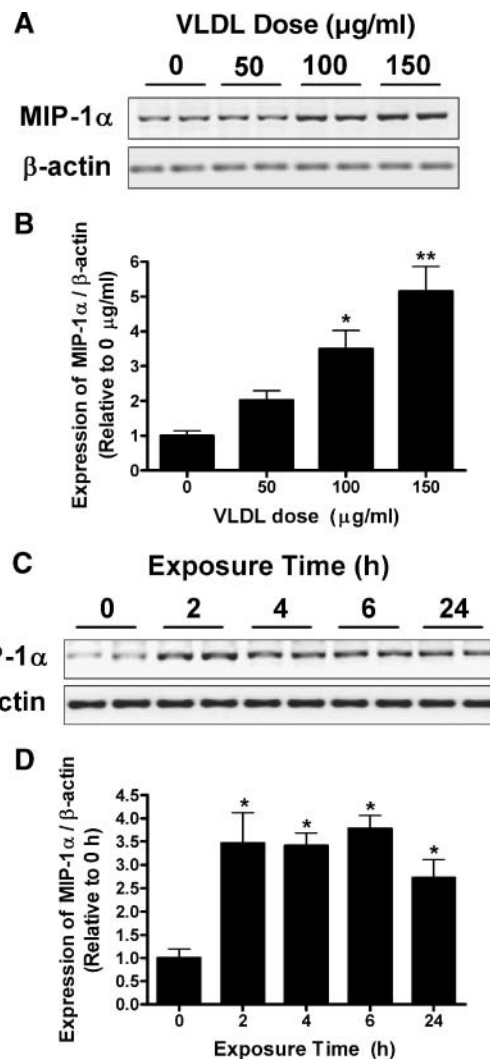 A
VLDL Dose (µg/ml)
0 50 100 150
MIP-1α
β-actin
B
Expression of MIP-1α / β-actin
(Relative to 0 µg/ml)
6
5
4
3
2
1
0
* **
0 50 100 150
VLDL dose (µg/ml)
C
Exposure Time (h)
0 2 4 6 24
P-1α
ctin
D
Expression of MIP-1α / β-actin
(Relative to 0 h)
4.5
4.0
3.5
3.0
2.5
2.0
1.5
1.0
0.5
0.0
* * * *
0 2 4 6 24
Exposure Time (h)